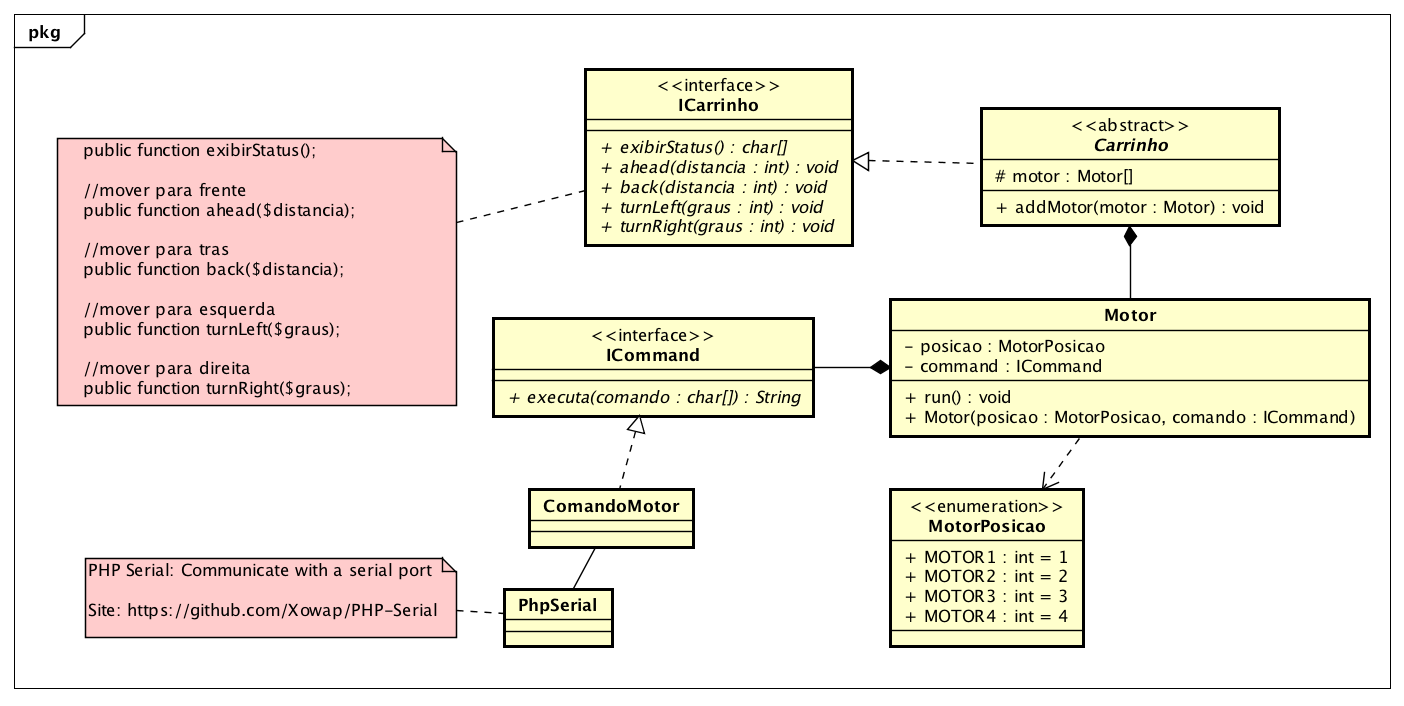 pkg
public function exibirStatus();
//mover para frente
public function ahead($distancia);
//mover para tras
public function back($distancia);
//mover para esquerda
public function turnLeft($graus);
//mover para direita
public function turnRight($graus);
<<interface>>
ICarrinho
+ exibirStatus() : char[]
+ ahead(distancia : int) : void
+ back(distancia : int) : void
+ turnLeft(graus : int) : void
+ turnRight(graus : int) : void
<<abstract>>
Carrinho
# motor : Motor[]
+ addMotor(motor : Motor) : void
<<interface>>
ICommand
+ executa(comando : char[]) : String
Motor
- posicao : MotorPosicao
- command : ICommand
+ run() : void
+ Motor(posicao : MotorPosicao, comando : ICommand)
ComandoMotor
<<enumeration>>
MotorPosicao
+ MOTOR1 : int = 1
+ MOTOR2 : int = 2
+ MOTOR3 : int = 3
+ MOTOR4 : int = 4
PHP Serial: Communicate with a serial port
Site: https://github.com/Xowap/PHP-Serial
PhpSerial